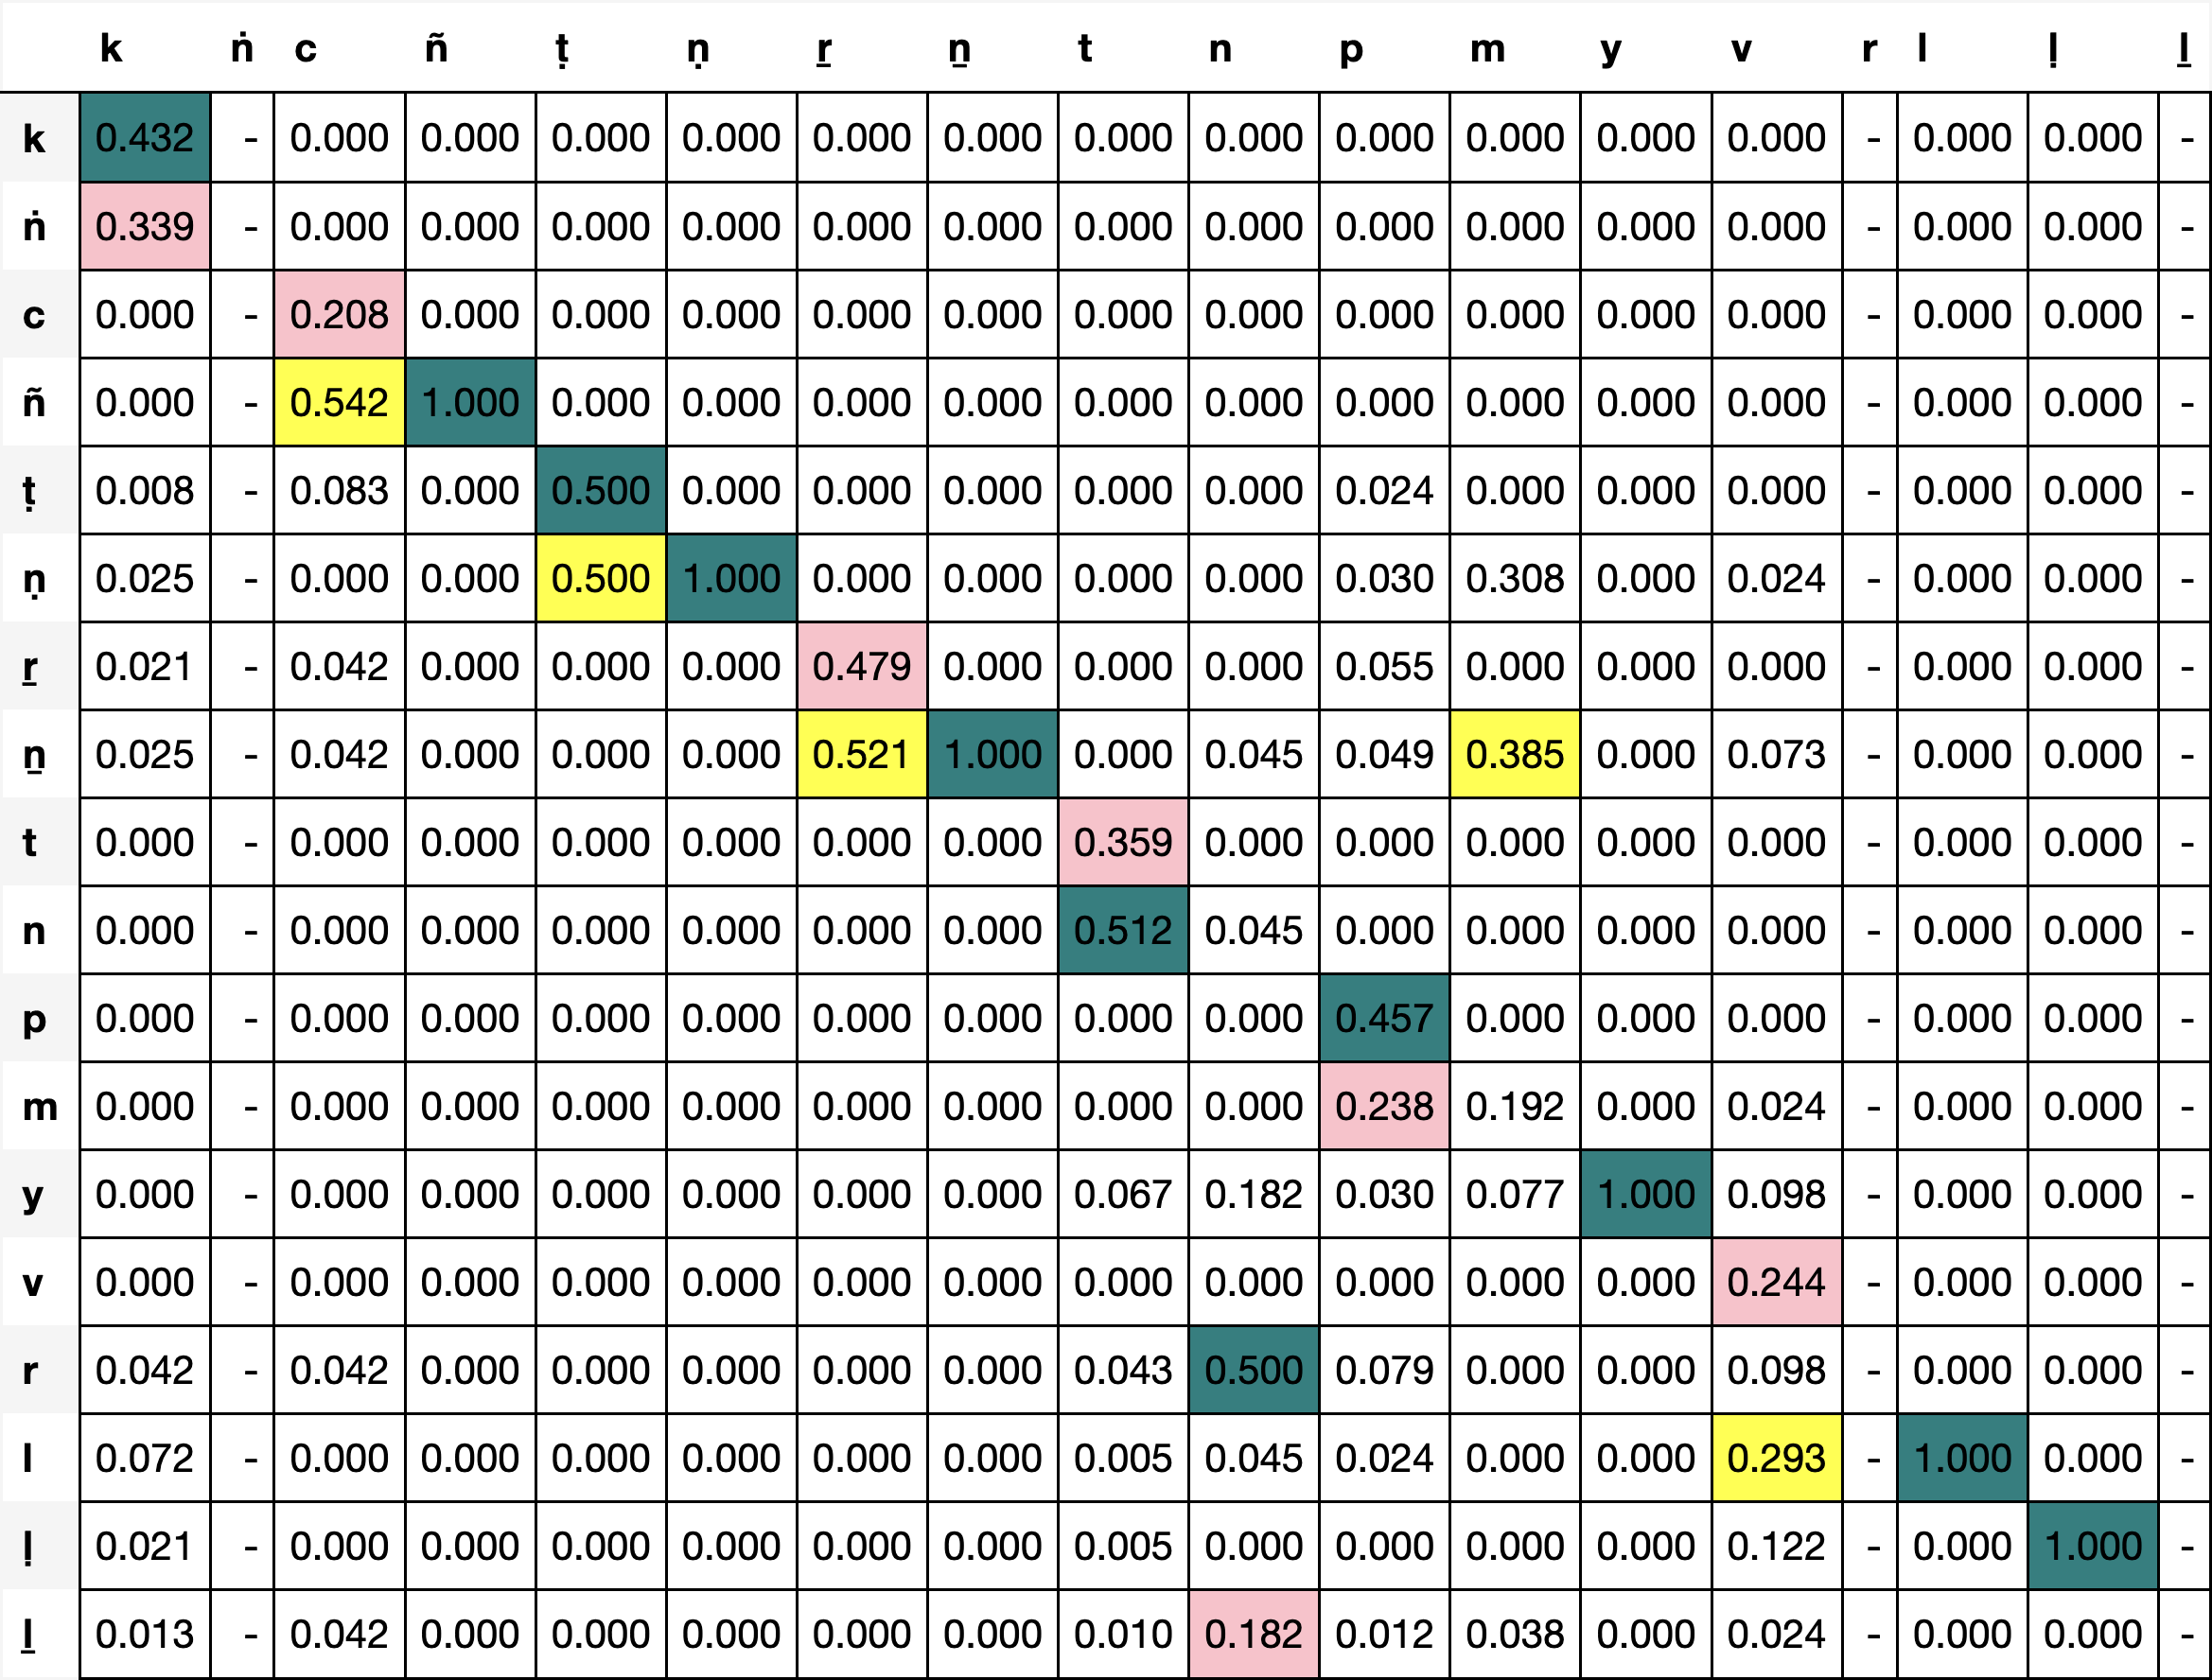 k ṅ c ñ ṭ ṇ ṟ ṉ t n p m y v r l ḷ ḻ
k 0.432 - 0.000 0.000 0.000 0.000 0.000 0.000 0.000 0.000 0.000 0.000 0.000 0.000 - 0.000 0.000 -
ṅ 0.339 - 0.000 0.000 0.000 0.000 0.000 0.000 0.000 0.000 0.000 0.000 0.000 0.000 - 0.000 0.000 -
c 0.000 - 0.208 0.000 0.000 0.000 0.000 0.000 0.000 0.000 0.000 0.000 0.000 0.000 - 0.000 0.000 -
ñ 0.000 - 0.542 1.000 0.000 0.000 0.000 0.000 0.000 0.000 0.000 0.000 0.000 0.000 - 0.000 0.000 -
ṭ 0.008 - 0.083 0.000 0.500 0.000 0.000 0.000 0.000 0.000 0.024 0.000 0.000 0.000 - 0.000 0.000 -
ṇ 0.025 - 0.000 0.000 0.500 1.000 0.000 0.000 0.000 0.000 0.030 0.308 0.000 0.024 - 0.000 0.000 -
ṟ 0.021 - 0.042 0.000 0.000 0.000 0.479 0.000 0.000 0.000 0.055 0.000 0.000 0.000 - 0.000 0.000 -
ṉ 0.025 - 0.042 0.000 0.000 0.000 0.521 1.000 0.000 0.045 0.049 0.385 0.000 0.073 - 0.000 0.000 -
t 0.000 - 0.000 0.000 0.000 0.000 0.000 0.000 0.359 0.000 0.000 0.000 0.000 0.000 - 0.000 0.000 -
n 0.000 - 0.000 0.000 0.000 0.000 0.000 0.000 0.512 0.045 0.000 0.000 0.000 0.000 - 0.000 0.000 -
p 0.000 - 0.000 0.000 0.000 0.000 0.000 0.000 0.000 0.000 0.457 0.000 0.000 0.000 - 0.000 0.000 -
m 0.000 - 0.000 0.000 0.000 0.000 0.000 0.000 0.000 0.000 0.238 0.192 0.000 0.024 - 0.000 0.000 -
y 0.000 - 0.000 0.000 0.000 0.000 0.000 0.000 0.067 0.182 0.030 0.077 1.000 0.098 - 0.000 0.000 -
v 0.000 - 0.000 0.000 0.000 0.000 0.000 0.000 0.000 0.000 0.000 0.000 0.000 0.244 - 0.000 0.000 -
r 0.042 - 0.042 0.000 0.000 0.000 0.000 0.000 0.043 0.500 0.079 0.000 0.000 0.098 - 0.000 0.000 -
l 0.072 - 0.000 0.000 0.000 0.000 0.000 0.000 0.005 0.045 0.024 0.000 0.000 0.293 - 1.000 0.000 -
ḷ 0.021 - 0.000 0.000 0.000 0.000 0.000 0.000 0.005 0.000 0.000 0.000 0.000 0.122 - 0.000 1.000 -
ḻ 0.013 - 0.042 0.000 0.000 0.000 0.000 0.000 0.010 0.182 0.012 0.038 0.000 0.024 - 0.000 0.000 -